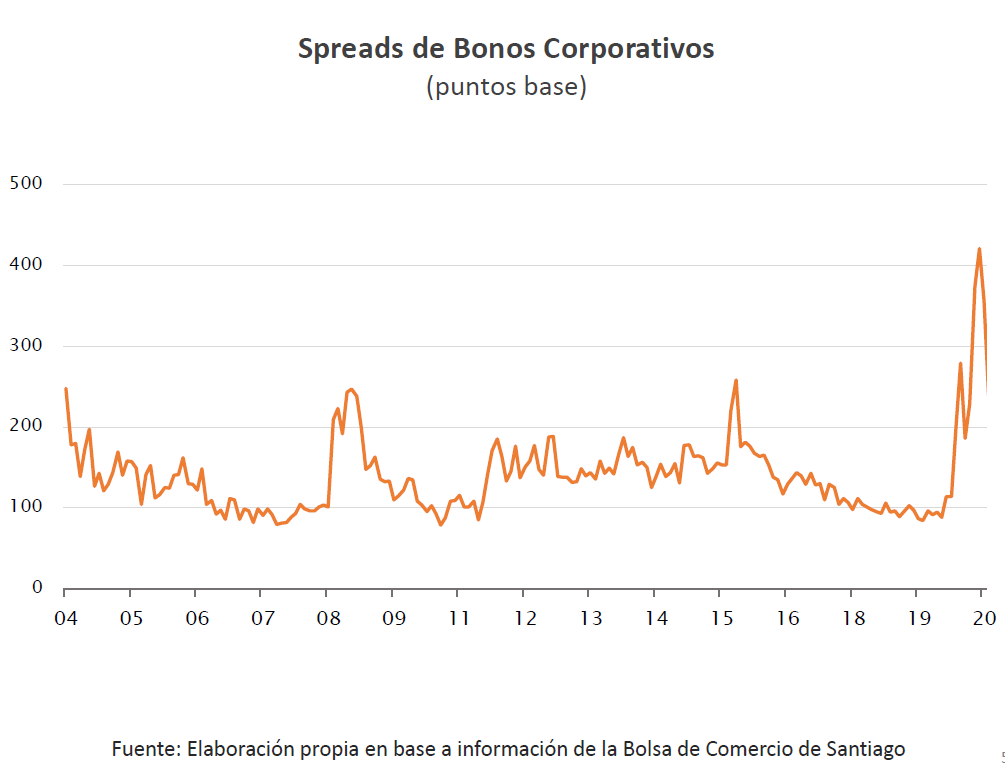 Spreads de Bonos Corporativos
(puntos base)
500
400
300
200
100
0
04 05 06 07 08 09 11 12 13 14 15 16 18 19 20
Fuente: Elaboración propia en base a información de la Bolsa de Comercio de Santiago